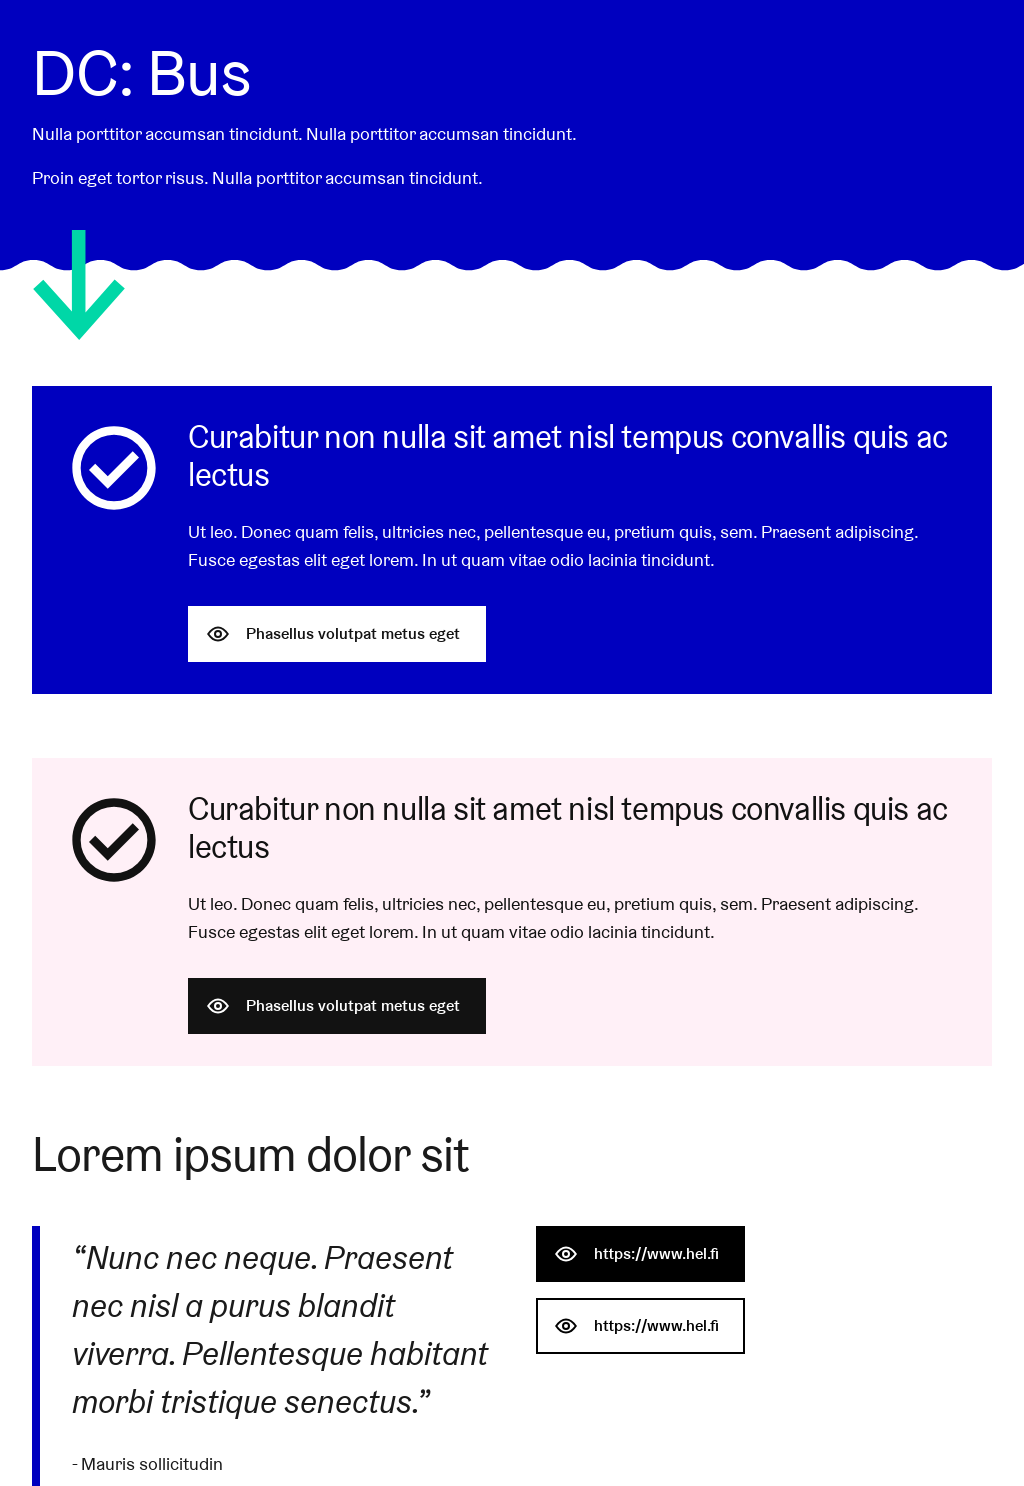 DC: Bus
Nulla porttitor accumsan tincidunt. Nulla porttitor accumsan tincidunt.
Proin eget tortor risus. Nulla porttitor accumsan tincidunt.
Curabitur non nulla sit amet nisl tempus convallis quis ac
lectus
Ut leo. Donec quam felis, ultricies nec, pellentesque eu, pretium quis, sem. Praesent adipiscing.
Fusce egestas elit eget lorem. In ut quam vitae odio lacinia tincidunt.
Phasellus volutpat metus eget
Curabitur non nulla sit amet nisl tempus convallis quis ac
lectus
Ut leo. Donec quam felis, ultricies nec, pellentesque eu, pretium quis, sem. Praesent adipiscing.
Fusce egestas elit eget lorem. In ut quam vitae odio lacinia tincidunt.
Phasellus volutpat metus eget
Lorem ipsum dolor sit
“Nunc nec neque. Praesent
nec nisl a purus blandit
viverra. Pellentesque habitant
morbi tristique senectus.”
- Mauris sollicitudin
https://www.hel.fi
https://www.hel.fi